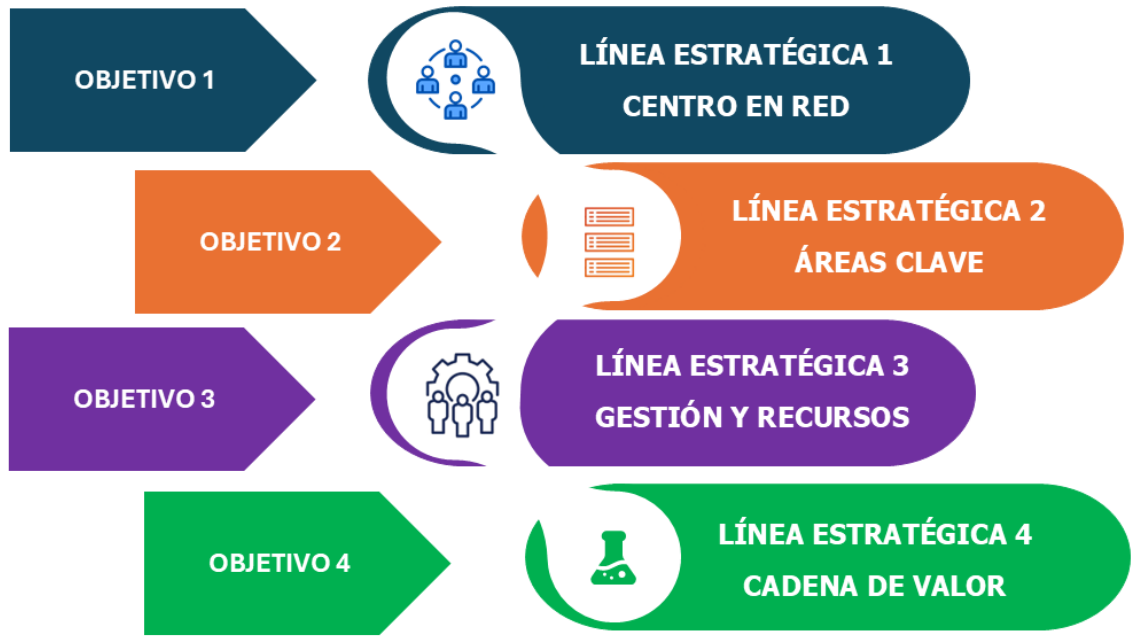 OBJETIVO 1
LÍNEA ESTRATÉGICA 1
CENTRO EN RED
OBJETIVO 2
LÍNEA ESTRATÉGICA 2
ÁREAS CLAVE
OBJETIVO 3
LÍNEA ESTRATÉGICA 3
GESTIÓN Y RECURSOS
OBJETIVO 4
LÍNEA ESTRATÉGICA 4
CADENA DE VALOR